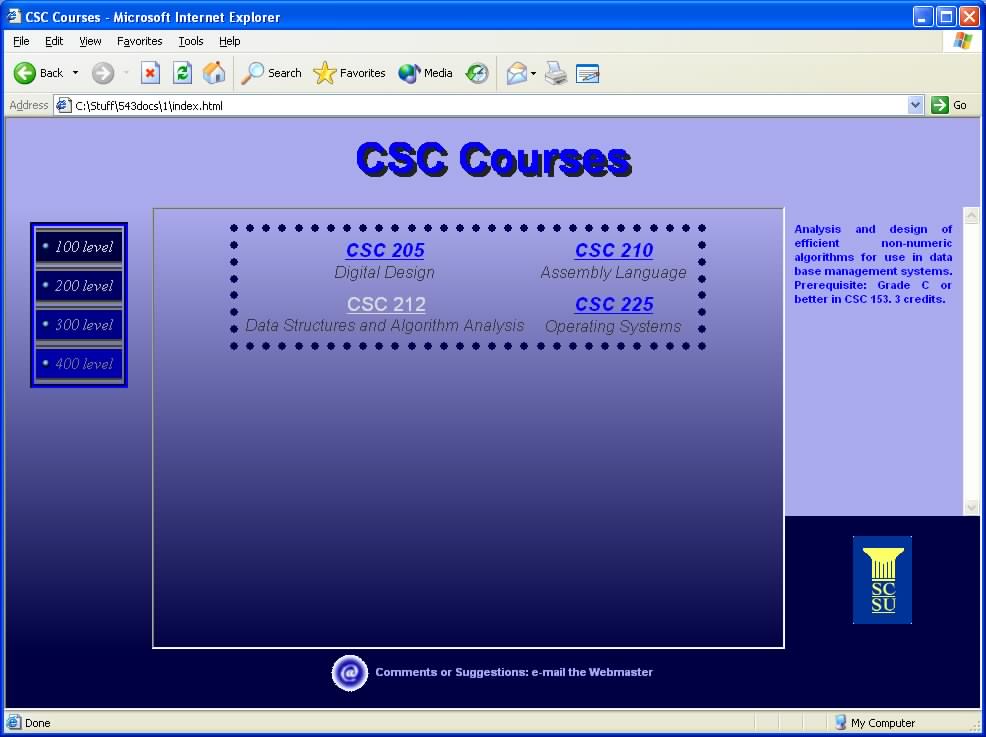 CSC Courses - Microsoft Internet Explorer
File Edit View Favorites Tools Help
Back Search Favorites Media
Address C:\Stuff\543docs\1\index.html Go
CSC Courses
100 level
200 level
300 level
400 level
CSC 205 CSC 210
Digital Design Assembly Language
CSC 212 CSC 225
Data Structures and Algorithm Analysis Operating Systems
Analysis and design of
efficient non-numeric
algorithms for use in data
base management systems.
Prerequisite: Grade C or
better in CSC 153. 3 credits.
SC
SU
@ Comments or Suggestions: e-mail the Webmaster
Done My Computer